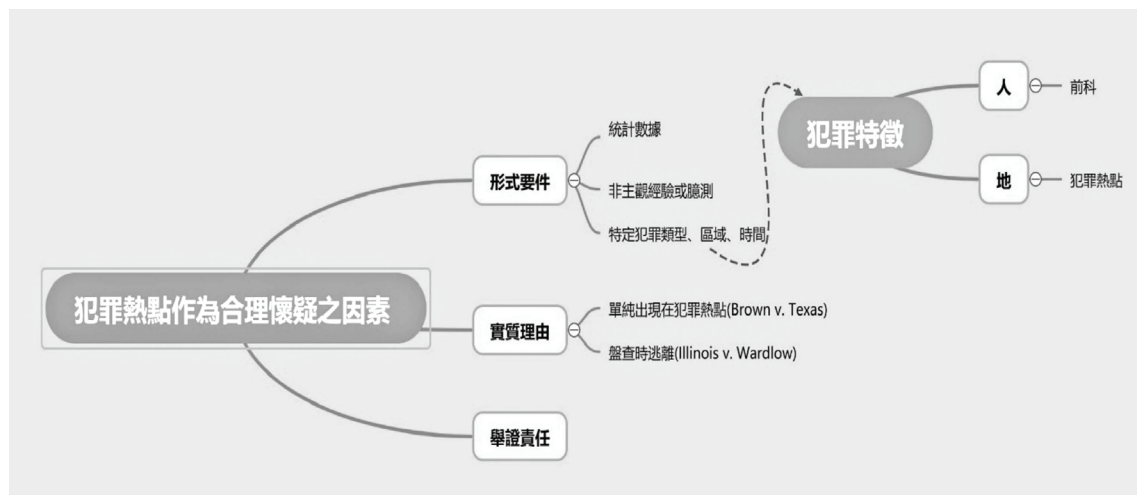 犯罪熱點作為合理懷疑之因素
形式要件
統計數據
非主觀經驗或臆測
特定犯罪類型、區域、時間
犯罪特徵
人
前科
地
犯罪熱點
實質理由
單純出現在犯罪熱點(Brown v. Texas)
盤查時逃離(Illinois v. Wardlow)
舉證責任